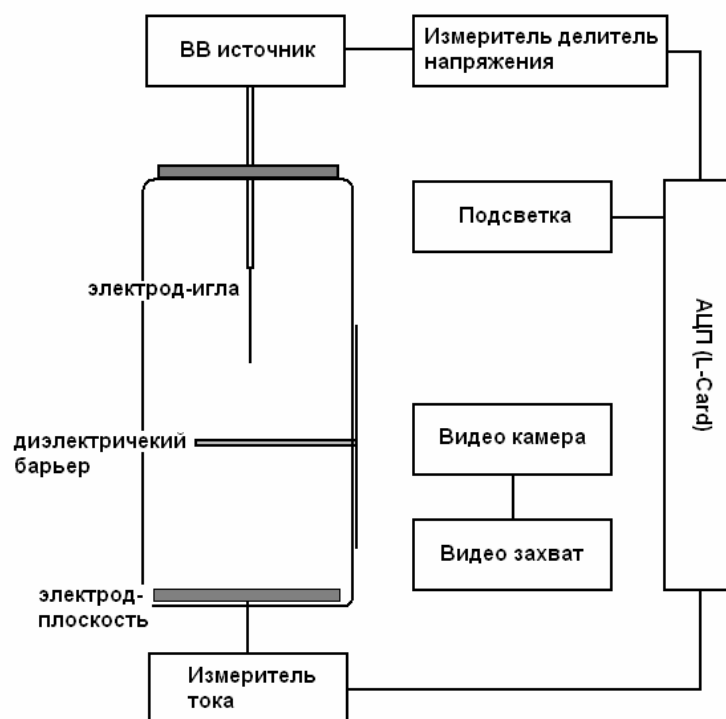 ВВ источник
Измеритель делитель
напряжения
Подсветка
электрод-игла
АЦП (L-Card)
Видео камера
диэлектричекий
барьер
Видео захват
электрод-
плоскость
Измеритель
тока